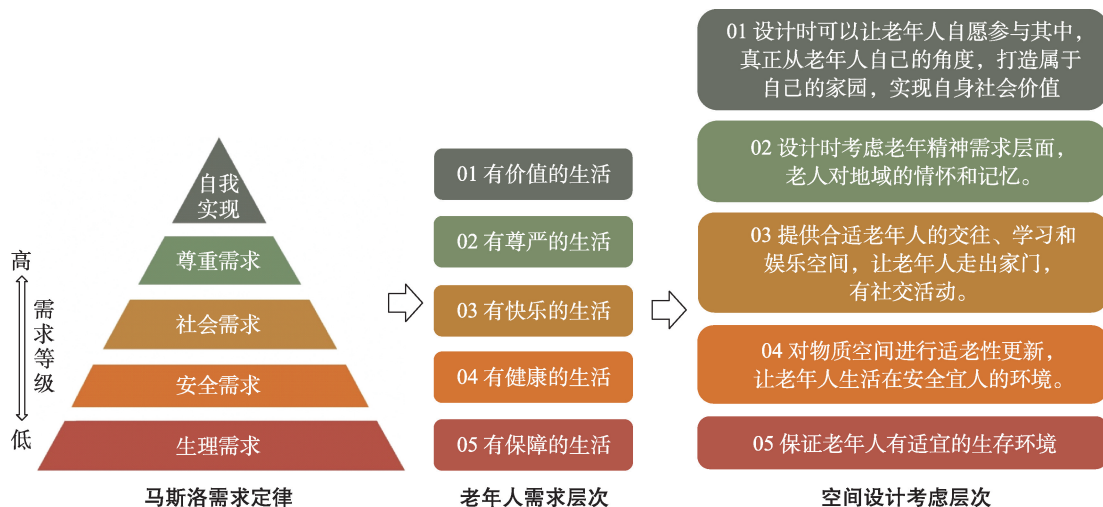 自我
实现
尊重需求
社会需求
安全需求
生理需求
高
需求等级
低
马斯洛需求定律
01 有价值的生活
02 有尊严的生活
03 有快乐的生活
04 有健康的生活
05 有保障的生活
老年人需求层次
01 设计时可以让老年人自愿参与其中，
真正从老年人自己的角度，打造属于
自己的家园，实现自身社会价值
02 设计时考虑老年精神需求层面，
老人对地域的情怀和记忆。
03 提供合适老年人的交往、学习和
娱乐空间，让老年人走出家门，
有社交活动。
04 对物质空间进行适老性更新，
让老年人生活在安全宜人的环境。
05 保证老年人有适宜的生存环境
空间设计考虑层次